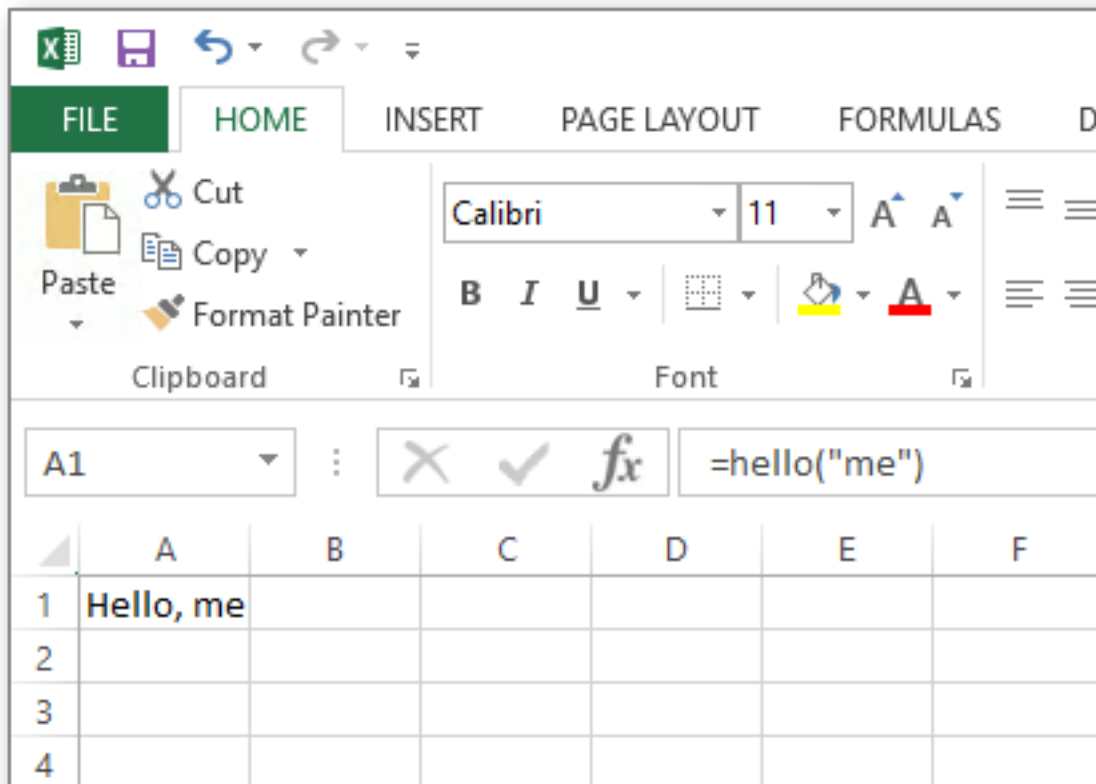 FILE HOME INSERT PAGE LAYOUT FORMULAS D
Cut
Copy
Paste
Format Painter
Calibri 11 A A
B I U A
Clipboard Font
A1 fx =hello("me")
A B C D E F
1 Hello, me
2
3
4